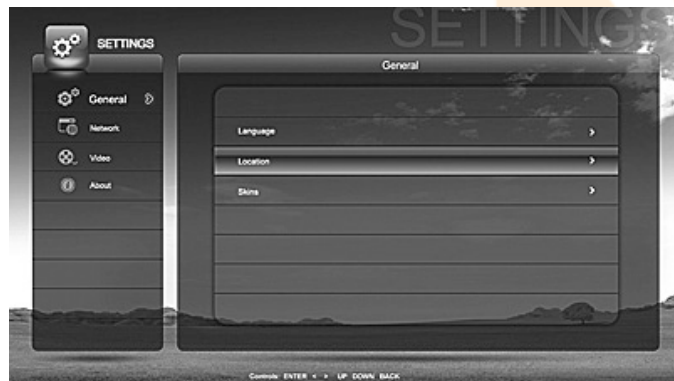 SETTINGS
SETTINGS
General
General
Network
Video
About
Language
Location
Skins
Controls: ENTER < > UP DOWN BACK